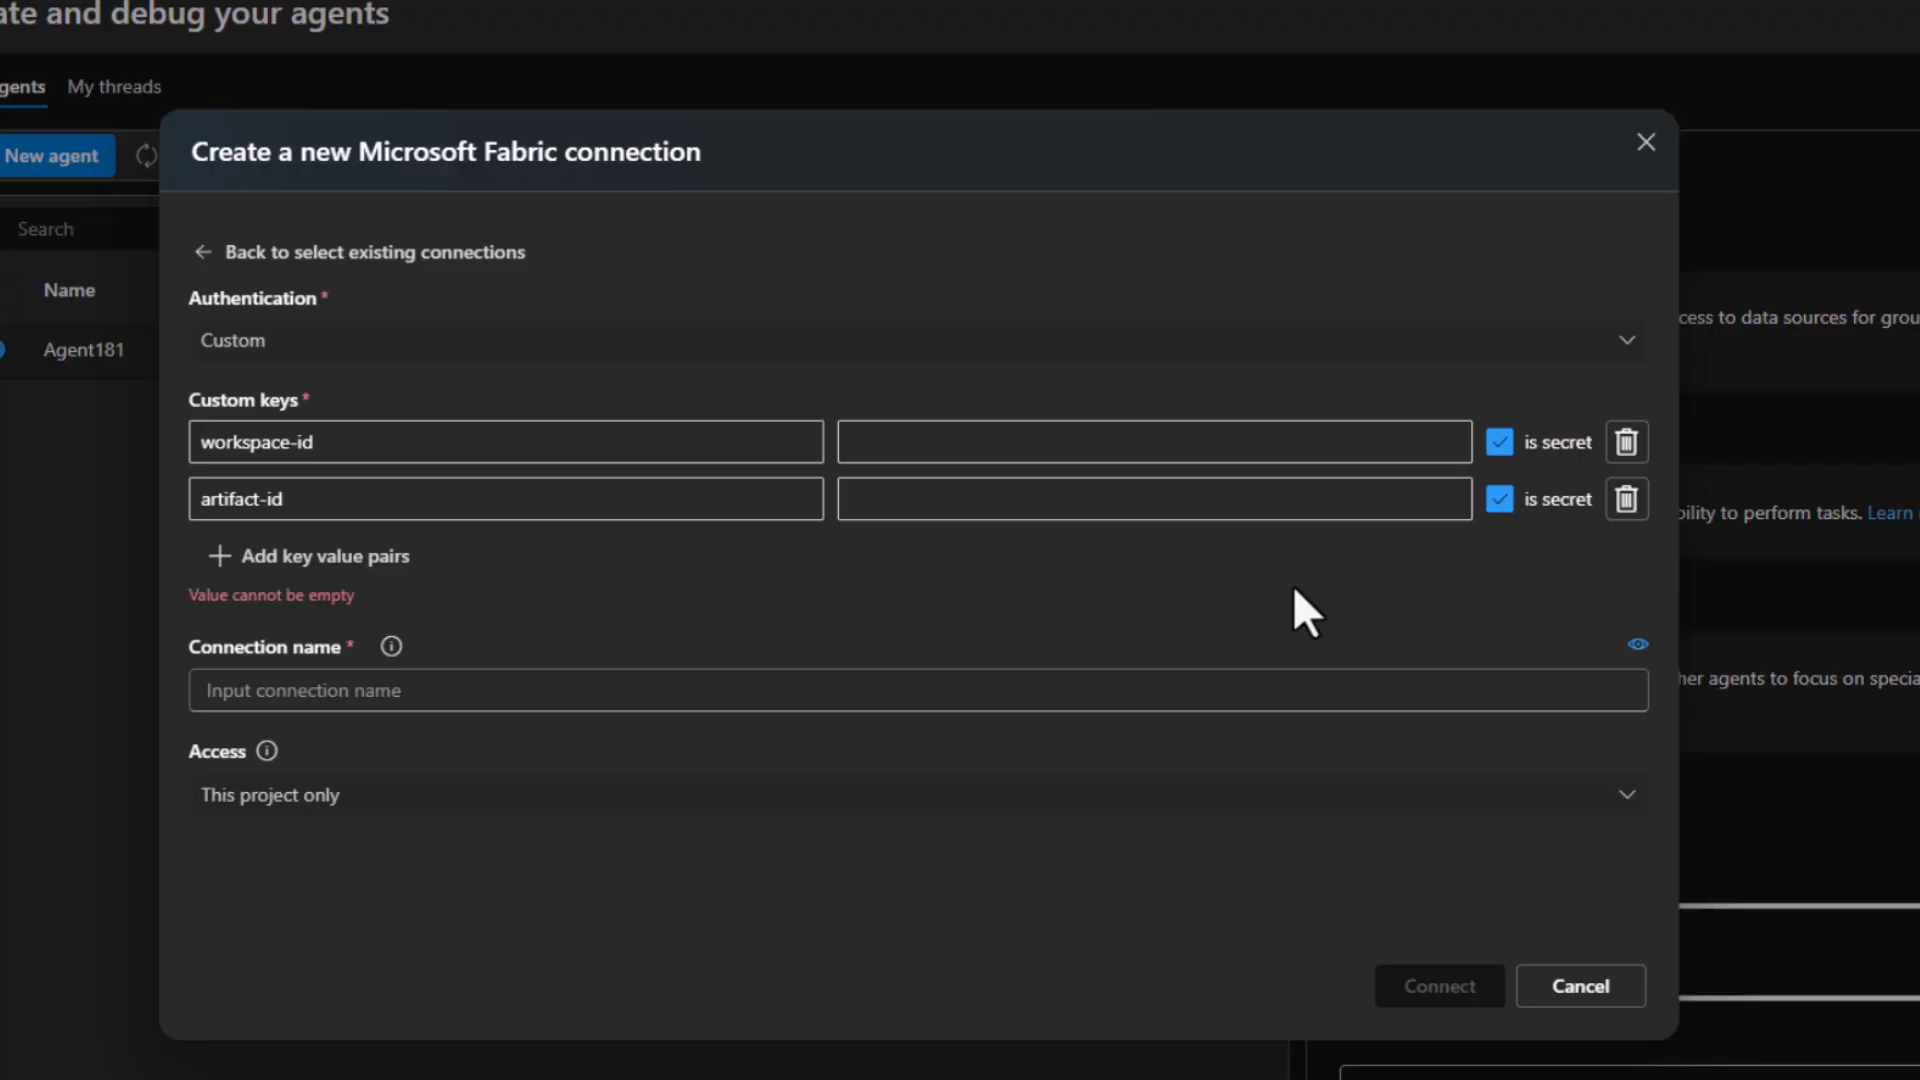 ate and debug your agents
gents My threads
New agent
Create a new Microsoft Fabric connection
Search
Back to select existing connections
Name
Authentication *
cess to data sources for grou
Custom
Agent181
Custom keys *
workspace-id is secret
artifact-id is secret
bility to perform tasks. Learn
Add key value pairs
Value cannot be empty
Connection name *
her agents to focus on specia
Input connection name
Access
This project only
Connect Cancel